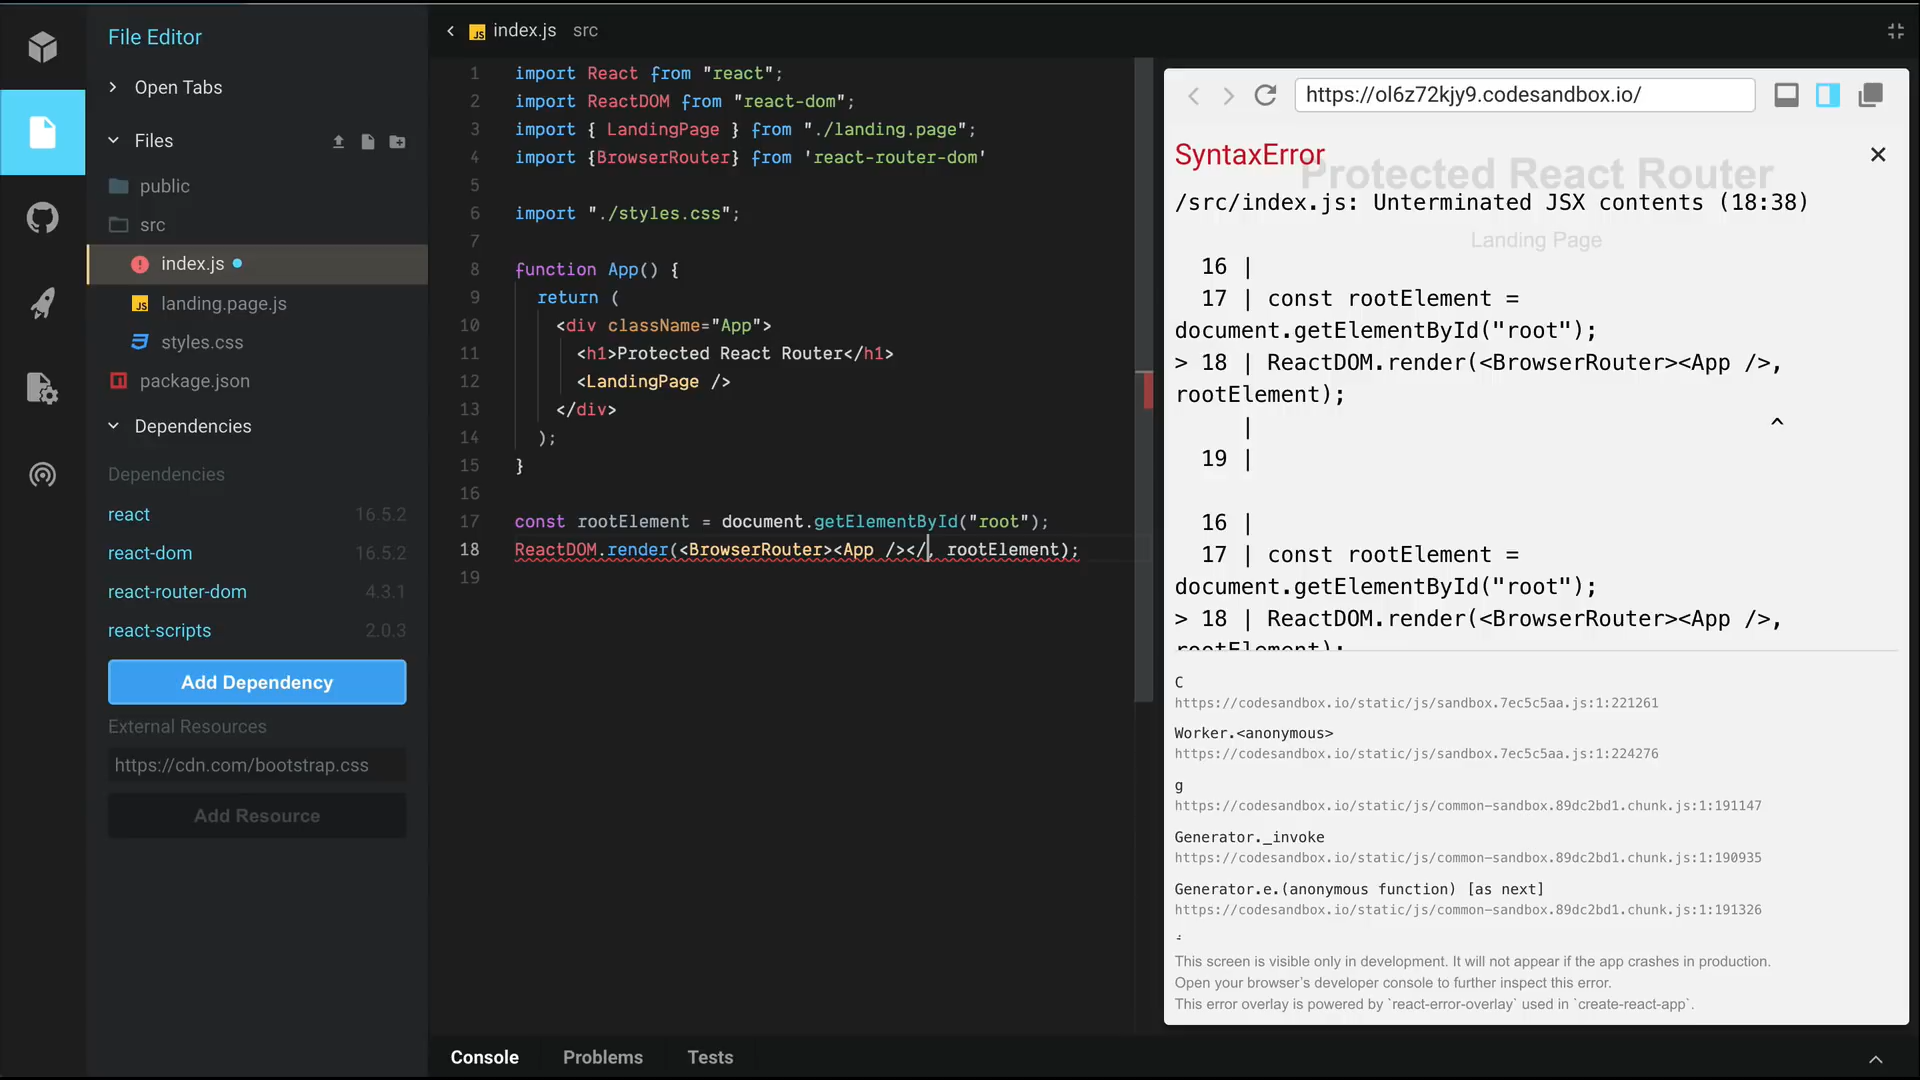 File Editor
Open Tabs
Files
public
src
index.js
landing.page.js
styles.css
package.json
Dependencies
Dependencies
react 16.5.2
react-dom 16.5.2
react-router-dom 4.3.1
react-scripts 2.0.3
Add Dependency
External Resources
https://cdn.com/bootstrap.css
Add Resource
JS index.js src
1 import React from "react";
2 import ReactDOM from "react-dom";
3 import { LandingPage } from "./landing.page";
4 import {BrowserRouter} from 'react-router-dom'
5
6 import "./styles.css";
7
8 function App() {
9 return (
10 <div className="App">
11 <h1>Protected React Router</h1>
12 <LandingPage />
13 </div>
14 );
15 }
16
17 const rootElement = document.getElementById("root");
18 ReactDOM.render(<BrowserRouter><App /></, rootElement);
19
Console Problems Tests
https://ol6z72kjy9.codesandbox.io/
Protected React Router
Landing Page
SyntaxError
/src/index.js: Unterminated JSX contents (18:38)
16 |
17 | const rootElement =
document.getElementById("root");
> 18 | ReactDOM.render(<BrowserRouter><App />,
rootElement);
| ^
19 |
16 |
17 | const rootElement =
document.getElementById("root");
> 18 | ReactDOM.render(<BrowserRouter><App />,
rootElement);
C
https://codesandbox.io/static/js/sandbox.7ec5c5aa.js:1:221261
Worker.<anonymous>
https://codesandbox.io/static/js/sandbox.7ec5c5aa.js:1:224276
g
https://codesandbox.io/static/js/common-sandbox.89dc2bd1.chunk.js:1:191147
Generator._invoke
https://codesandbox.io/static/js/common-sandbox.89dc2bd1.chunk.js:1:190935
Generator.e.(anonymous function) [as next]
https://codesandbox.io/static/js/common-sandbox.89dc2bd1.chunk.js:1:191326
This screen is visible only in development. It will not appear if the app crashes in production.
Open your browser's developer console to further inspect this error.
This error overlay is powered by `react-error-overlay` used in `create-react-app`.